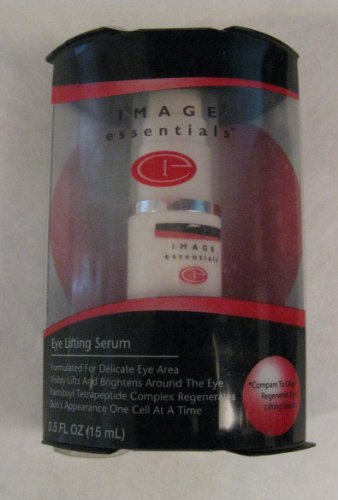 IMAGE
essentials™
IMAGE
essentials
Eye Lifting Serum
Formulated For Delicate Eye Area
Visibly Lifts And Brightens Around The Eye
Palmitoyl Tetrapeptide Complex Regenerates
Skin's Appearance One Cell At A Time
0.5 FL OZ (15 mL)
"Compare To Olay
Regenerist Eye
Lifting Serum